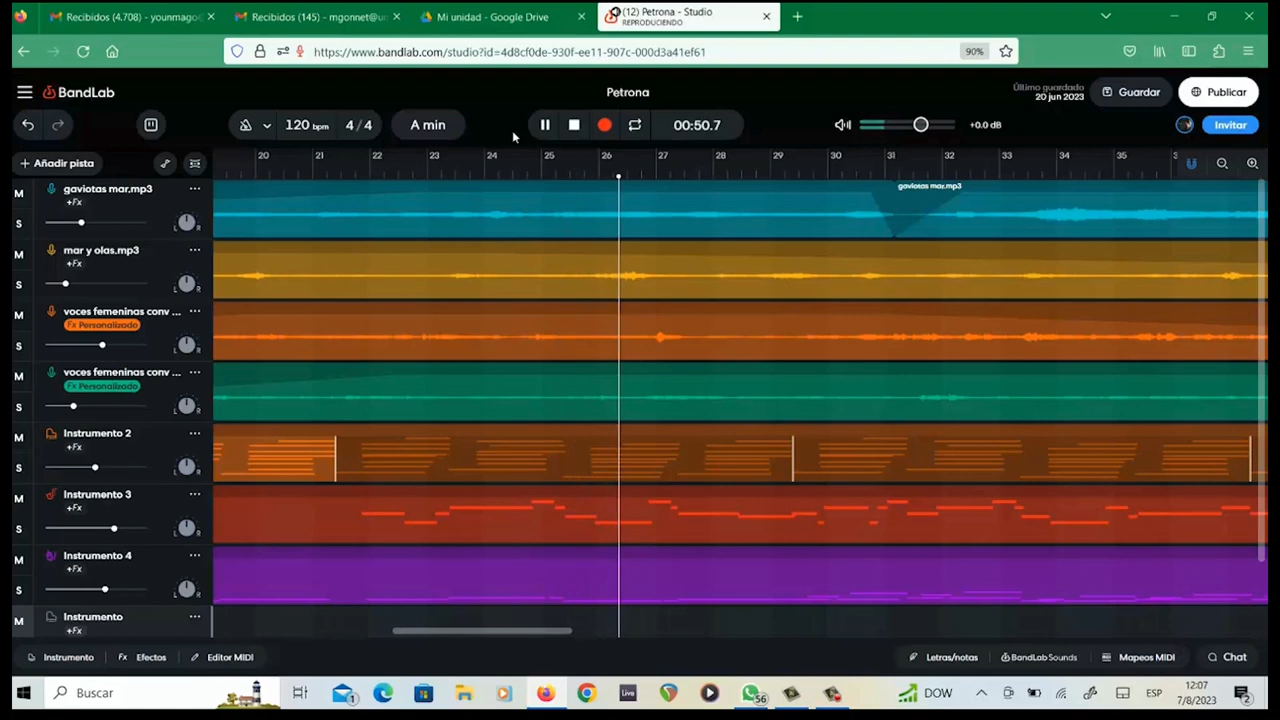 Recibidos (4.708) - younmago
Recibidos (145) - mgonnet@un
Mi unidad - Google Drive
(12) Petrona - Studio
REPRODUCIENDO
https://www.bandlab.com/studio?id=4d8cf0de-930f-ee11-907c-000d3a41ef61
90%
BandLab
Petrona
Último guardado
20 jun 2023
Guardar
Publicar
120 bpm
4/4
A min
00:50.7
+0.0 dB
Invitar
+ Añadir pista
20 21 22 23 24 25 26 27 28 29 30 31 32 33 34 35
M
gaviotas mar.mp3
+Fx
S
L R
gaviotas mar.mp3
M
mar y olas.mp3
+Fx
S
L R
M
voces femeninas conv ...
Fx Personalizado
S
L R
M
voces femeninas conv ...
Fx Personalizado
S
L R
M
Instrumento 2
+Fx
S
L R
M
Instrumento 3
+Fx
S
L R
M
Instrumento 4
+Fx
S
L R
M
Instrumento
+Fx
Instrumento
Fx Efectos
Editor MIDI
Letras/notas
BandLab Sounds
Mapeos MIDI
Chat
Buscar
1
Live
56
DOW
ESP
12:07
7/8/2023
2